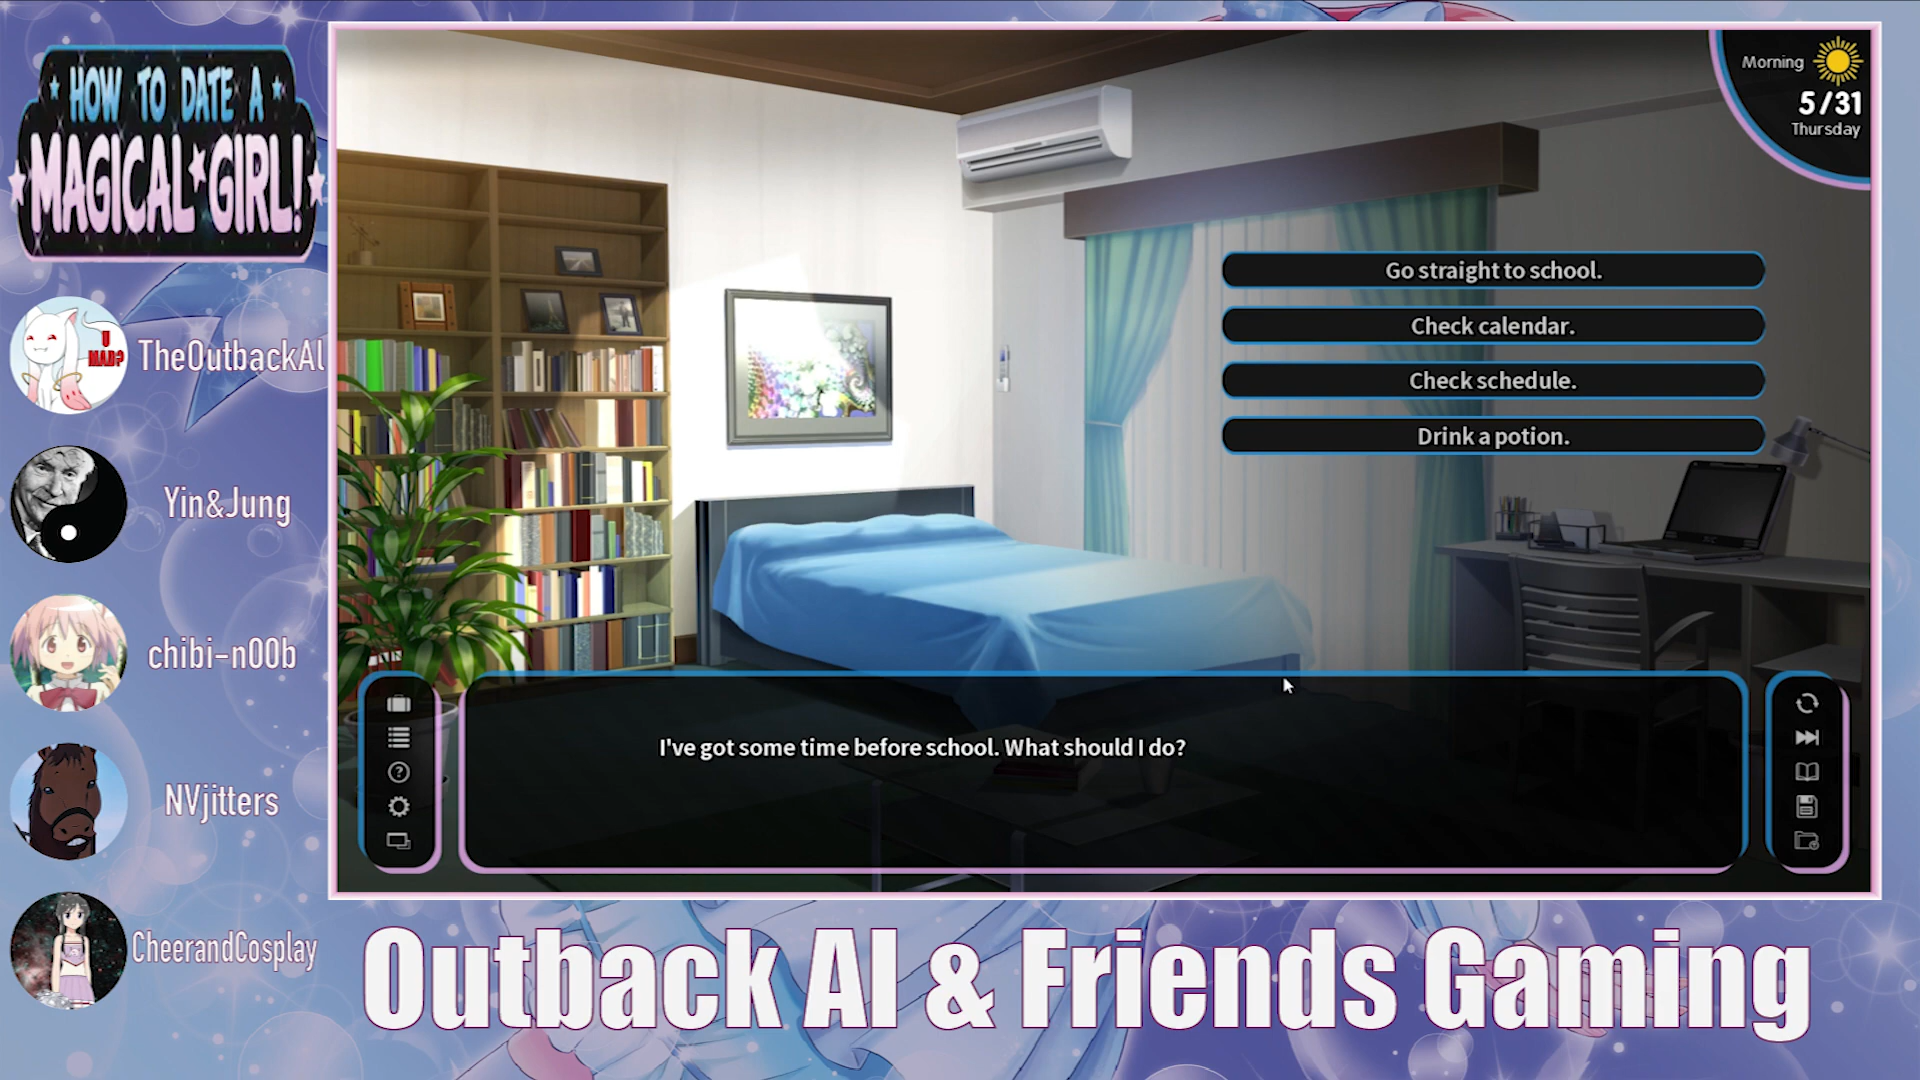 HOW TO DATE A
MAGICAL GIRL!
Morning
5/31
Thursday
Go straight to school.
Check calendar.
Check schedule.
Drink a potion.
U
MAD?
TheOutbackAl
Yin&Jung
chibi-n00b
NVjitters
CheerandCosplay
I've got some time before school. What should I do?
Outback Al & Friends Gaming